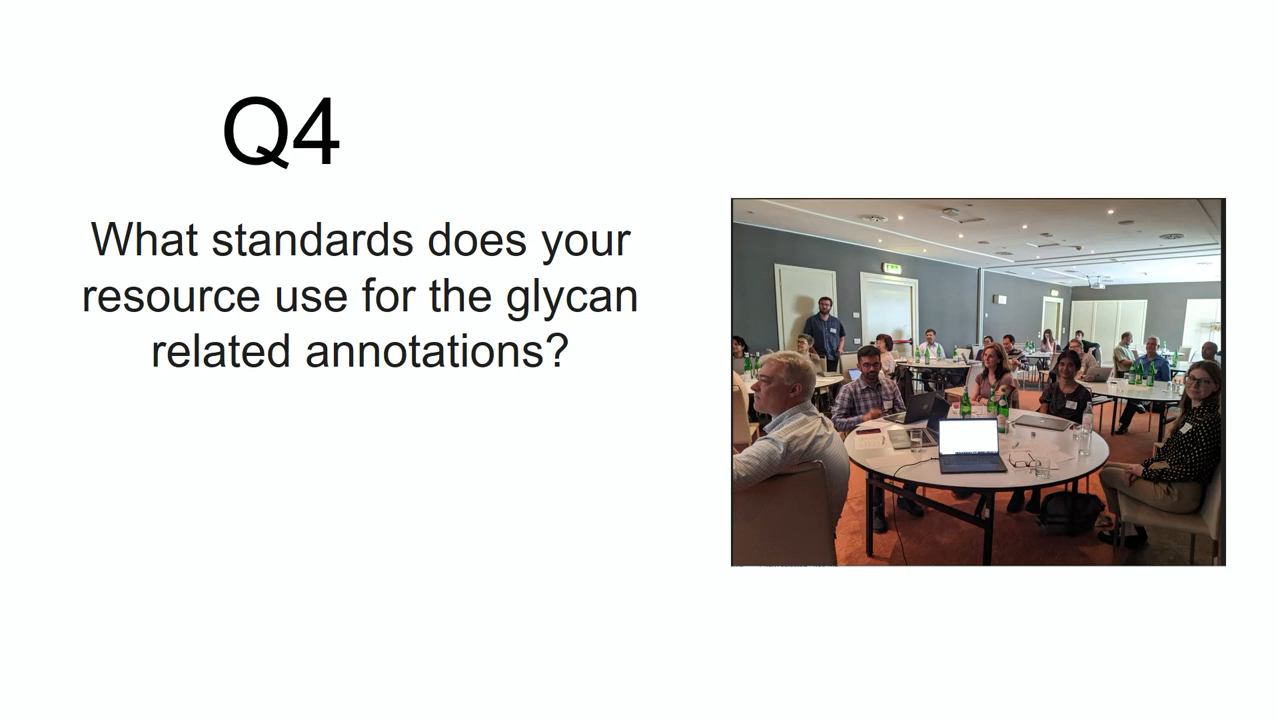 Q4
What standards does your
resource use for the glycan
related annotations?